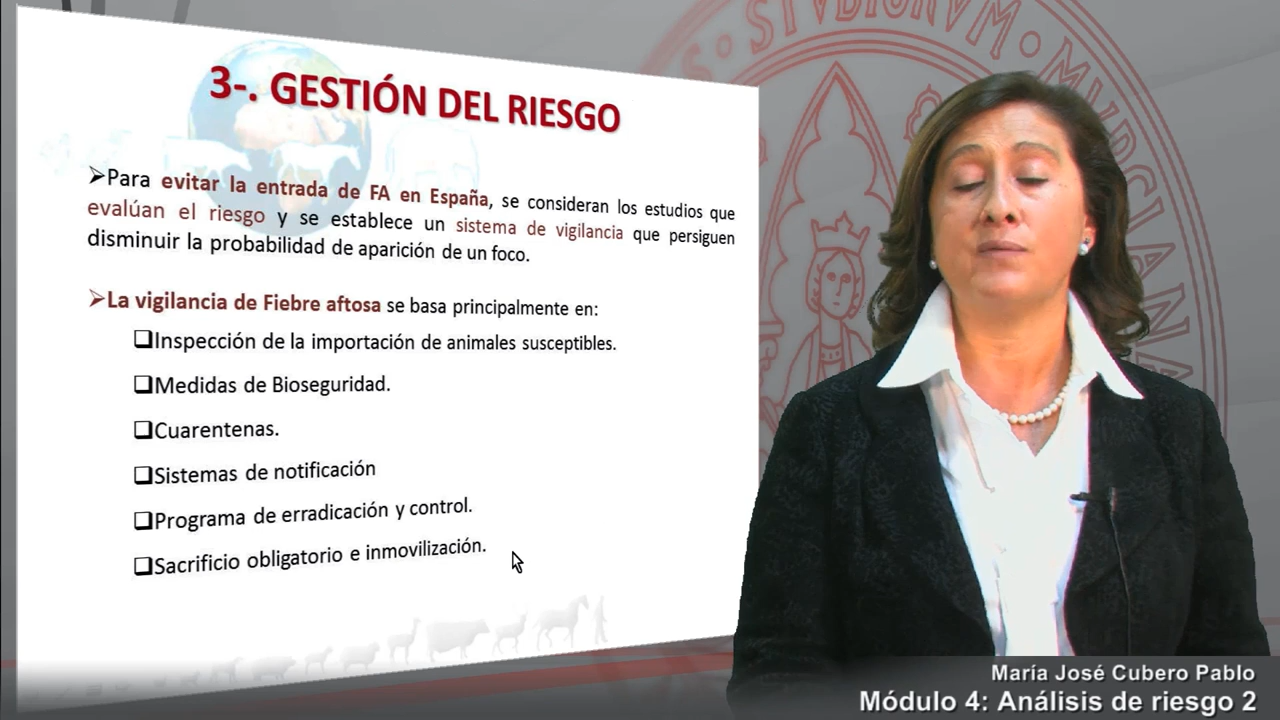 STVDIORVM
MVRCIANA
3-. GESTIÓN DEL RIESGO
➢Para evitar la entrada de FA en España, se consideran los estudios que
evalúan el riesgo y se establece un sistema de vigilancia que persiguen
disminuir la probabilidad de aparición de un foco.
➢La vigilancia de Fiebre aftosa se basa principalmente en:
❑Inspección de la importación de animales susceptibles.
❑Medidas de Bioseguridad.
❑Cuarentenas.
❑Sistemas de notificación
❑Programa de erradicación y control.
❑Sacrificio obligatorio e inmovilización.
María José Cubero Pablo
Módulo 4: Análisis de riesgo 2